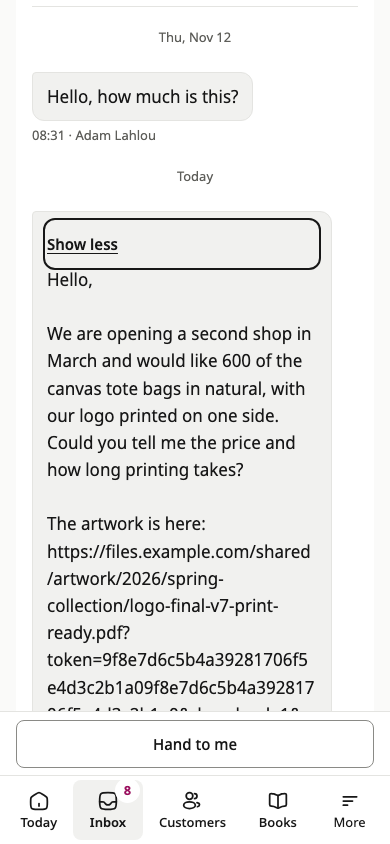 Thu, Nov 12
Hello, how much is this?
08:31 · Adam Lahlou
Today
Show less
Hello,
We are opening a second shop in
March and would like 600 of the
canvas tote bags in natural, with
our logo printed on one side.
Could you tell me the price and
how long printing takes?
The artwork is here:
https://files.example.com/shared
/artwork/2026/spring-
collection/logo-final-v7-print-
ready.pdf?
token=9f8e7d6c5b4a39281706f5
e4d3c2b1a09f8e7d6c5b4a392817
Hand to me
8
Today
Inbox
Customers
Books
More